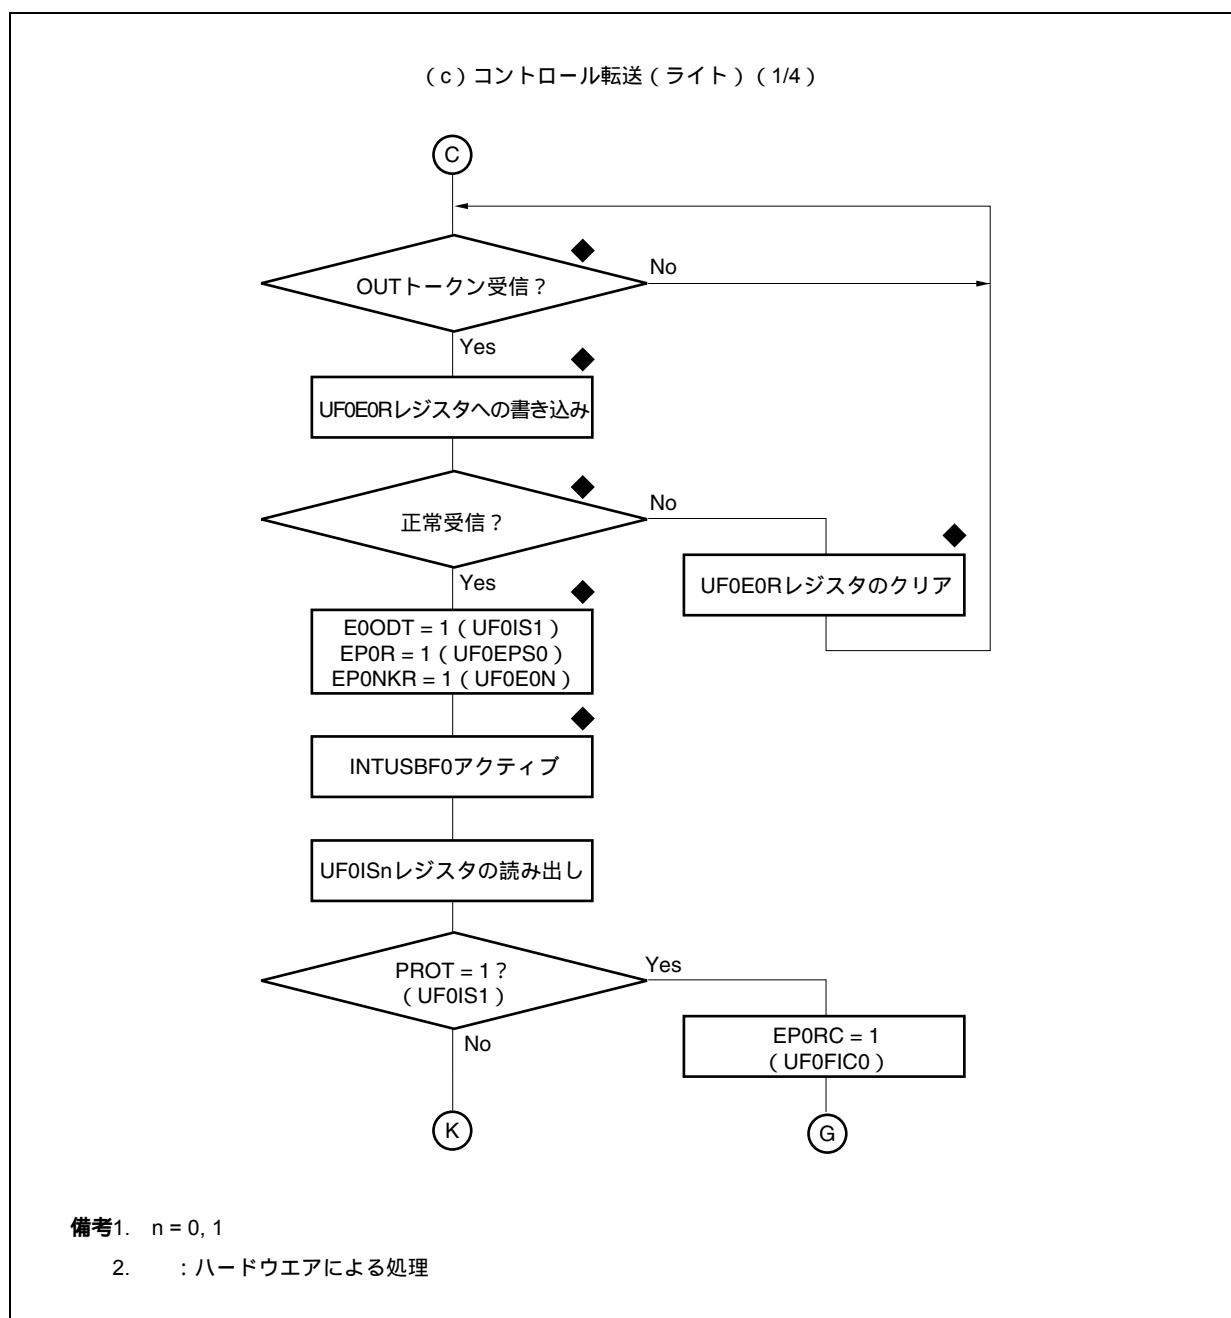 （c）コントロール転送（ライト）（1/4）
C
OUTトークン受信？
No
Yes
UF0E0Rレジスタへの書き込み
正常受信？
No
Yes
UF0E0Rレジスタのクリア
E0ODT = 1（UF0IS1）
EP0R = 1（UF0EPS0）
EP0NKR = 1（UF0E0N）
INTUSBF0アクティブ
UF0ISnレジスタの読み出し
PROT = 1？
（UF0IS1）
Yes
No
EP0RC = 1
（UF0FIC0）
K
G
備考1. n = 0, 1
2. ：ハードウエアによる処理